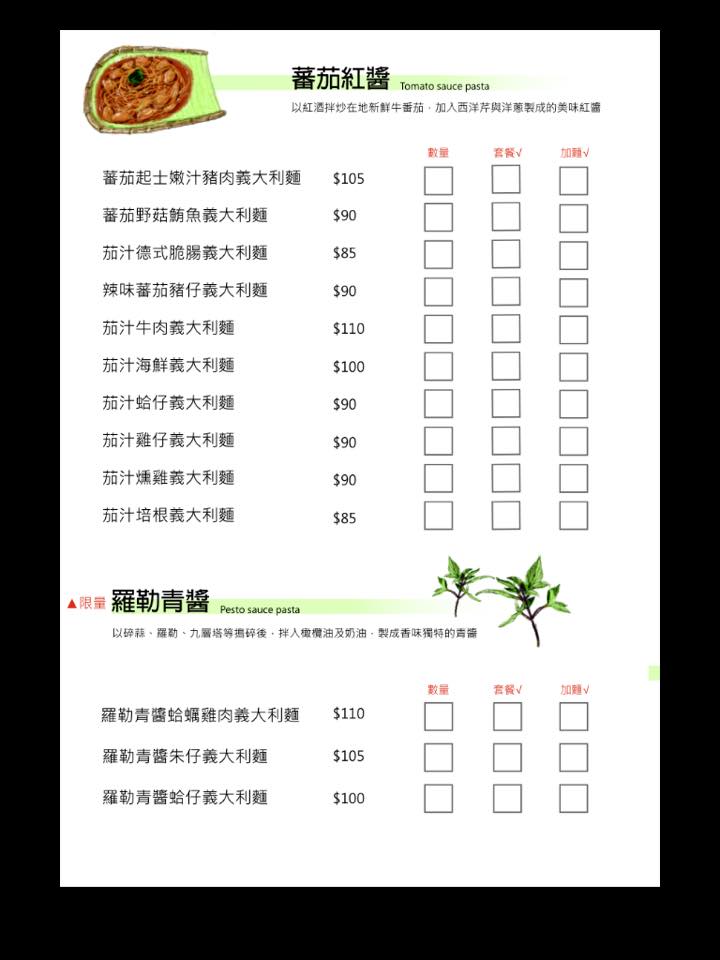 蕃茄紅醬 Tomato sauce pasta
以紅酒拌炒在地新鮮牛番茄，加入西洋芹與洋蔥製成的美味紅醬
數量 套餐√ 加麵√
蕃茄起士嫩汁豬肉義大利麵 $105
蕃茄野菇鮪魚義大利麵 $90
茄汁德式脆腸義大利麵 $85
辣味蕃茄豬仔義大利麵 $90
茄汁牛肉義大利麵 $110
茄汁海鮮義大利麵 $100
茄汁蛤仔義大利麵 $90
茄汁雞仔義大利麵 $90
茄汁燻雞義大利麵 $90
茄汁培根義大利麵 $85
▲限量 羅勒青醬 Pesto sauce pasta
以碎蒜、羅勒、九層塔等搗碎後，拌入橄欖油及奶油，製成香味獨特的青醬
數量 套餐√ 加麵√
羅勒青醬蛤蠣雞肉義大利麵 $110
羅勒青醬朱仔義大利麵 $105
羅勒青醬蛤仔義大利麵 $100